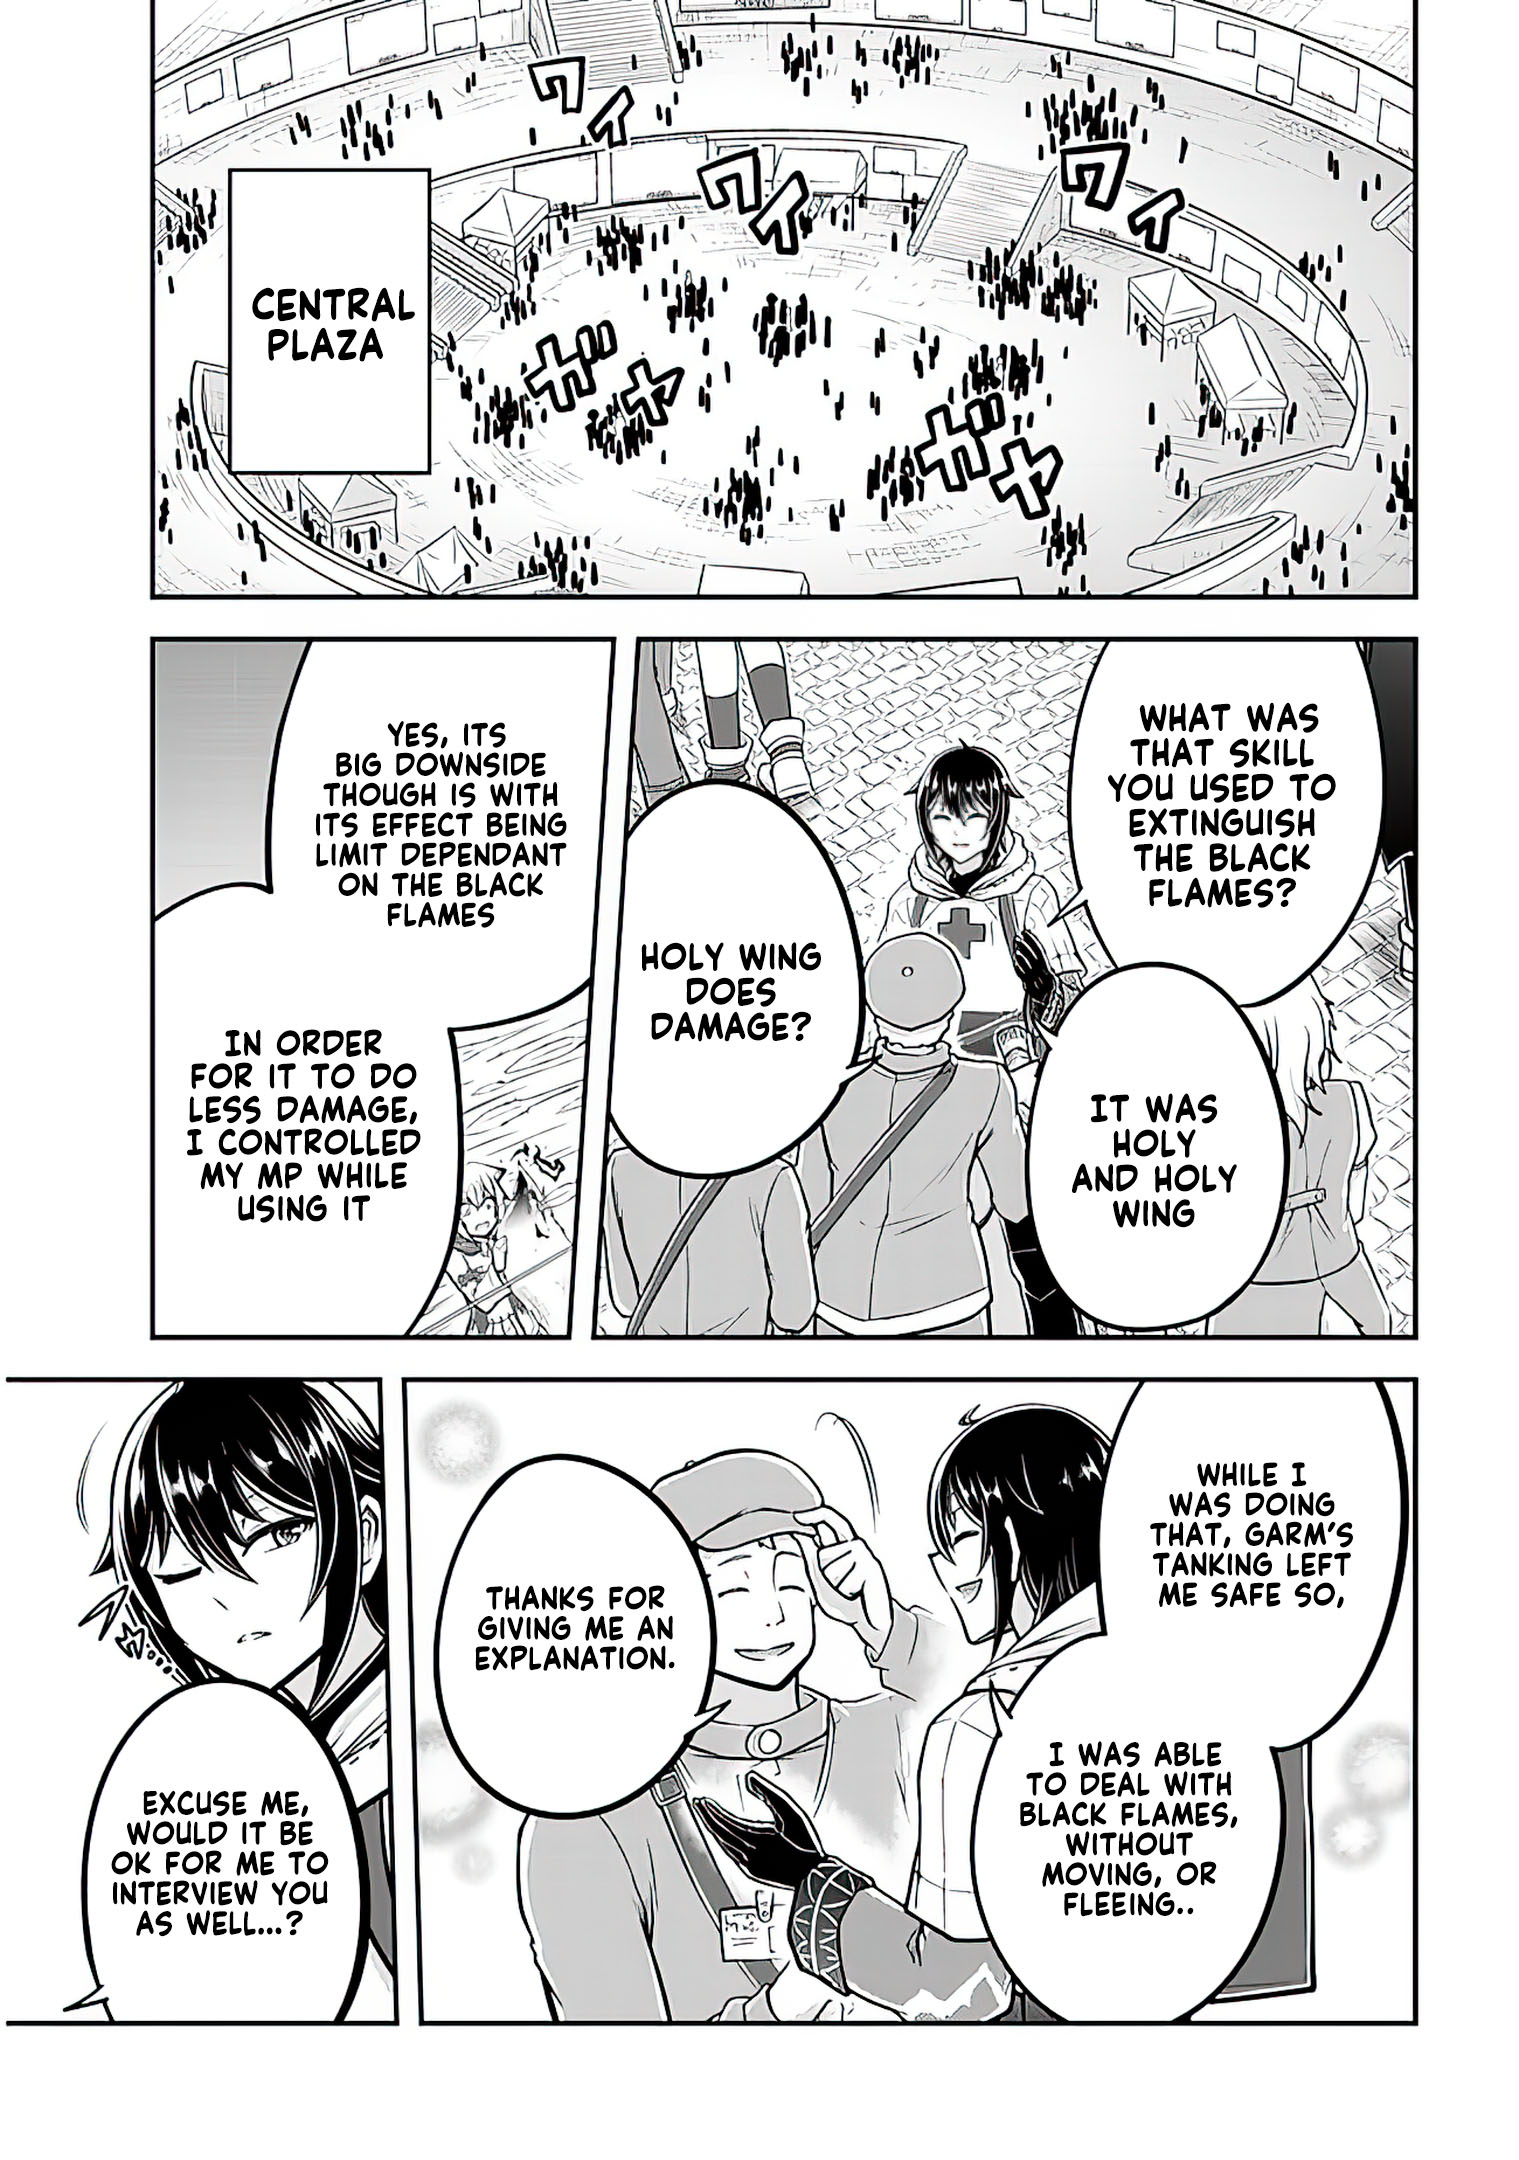 ワイ
ワイ
ワイ
CENTRAL
PLAZA
ガヤ
ガヤ
WHAT WAS
THAT SKILL
YOU USED TO
EXTINGUISH
THE BLACK
FLAMES?
IT WAS
HOLY
AND HOLY
WING
HOLY WING
DOES
DAMAGE?
YES, ITS
BIG DOWNSIDE
THOUGH IS WITH
ITS EFFECT BEING
LIMIT DEPENDANT
ON THE BLACK
FLAMES
IN ORDER
FOR IT TO DO
LESS DAMAGE,
I CONTROLLED
MY MP WHILE
USING IT
WHILE I
WAS DOING
THAT, GARM'S
TANKING LEFT
ME SAFE SO,
I WAS ABLE
TO DEAL WITH
BLACK FLAMES,
WITHOUT
MOVING, OR
FLEEING..
THANKS FOR
GIVING ME AN
EXPLANATION.
EXCUSE ME,
WOULD IT BE
OK FOR ME TO
INTERVIEW YOU
AS WELL...?